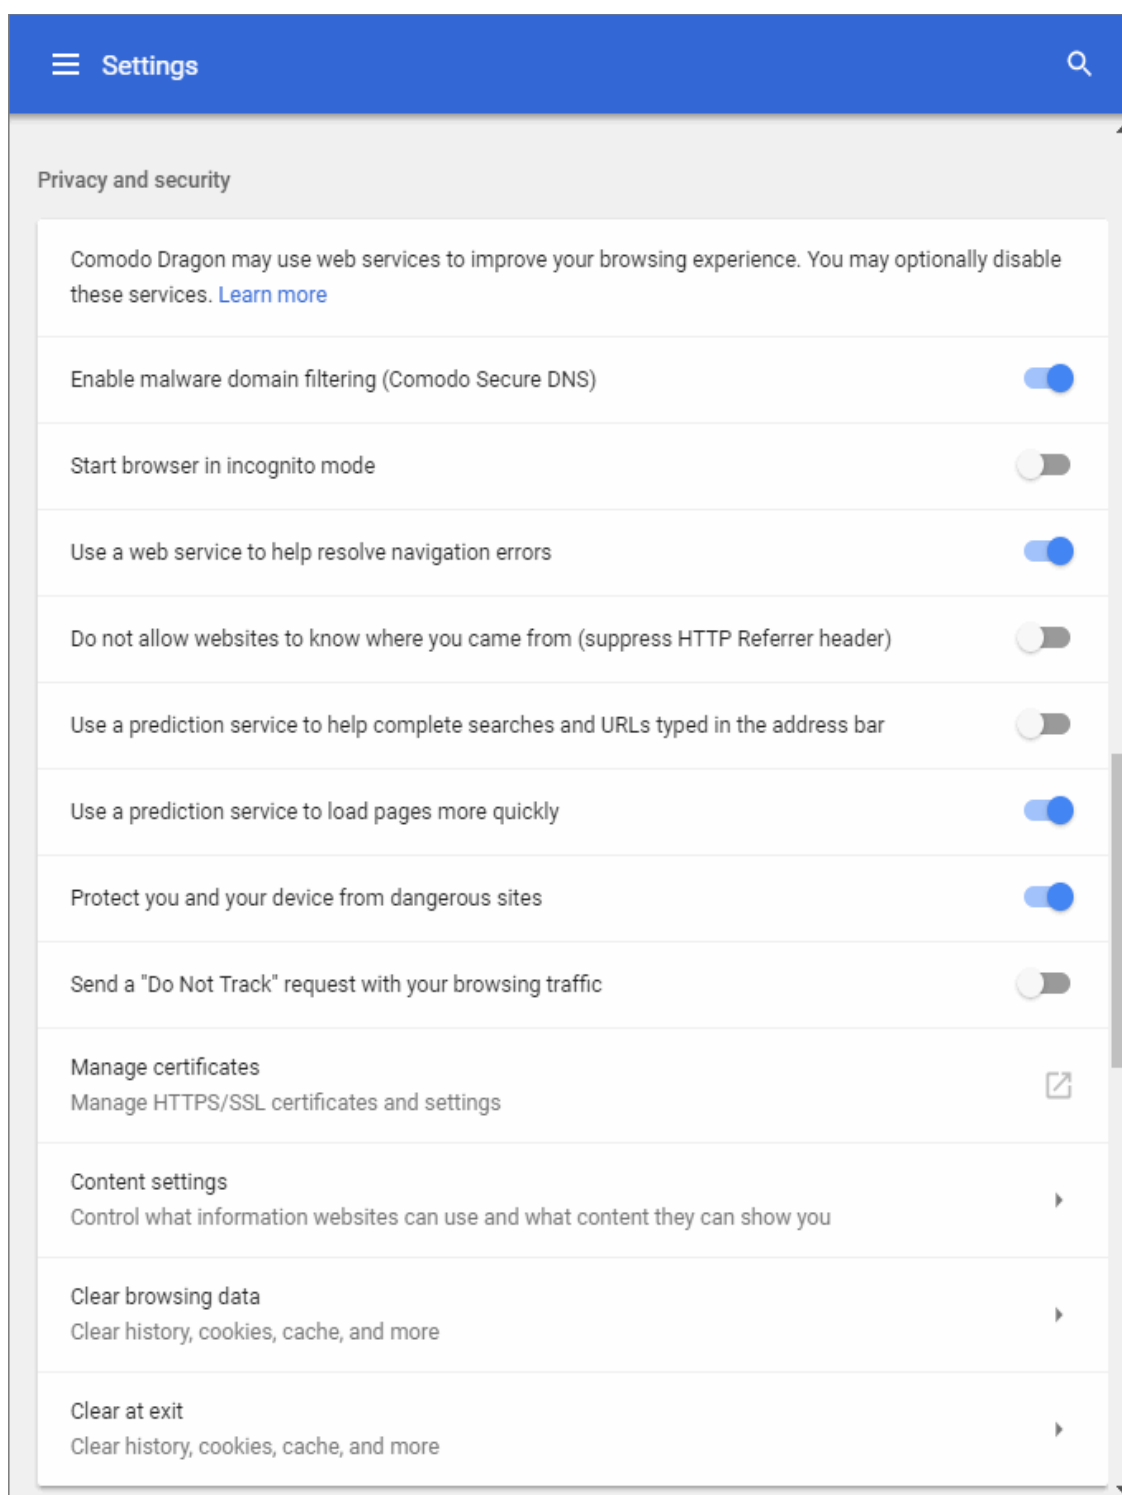 Settings
Privacy and security
Comodo Dragon may use web services to improve your browsing experience. You may optionally disable
these services. Learn more
Enable malware domain filtering (Comodo Secure DNS)
Start browser in incognito mode
Use a web service to help resolve navigation errors
Do not allow websites to know where you came from (suppress HTTP Referrer header)
Use a prediction service to help complete searches and URLs typed in the address bar
Use a prediction service to load pages more quickly
Protect you and your device from dangerous sites
Send a "Do Not Track" request with your browsing traffic
Manage certificates
Manage HTTPS/SSL certificates and settings
Content settings
Control what information websites can use and what content they can show you
Clear browsing data
Clear history, cookies, cache, and more
Clear at exit
Clear history, cookies, cache, and more